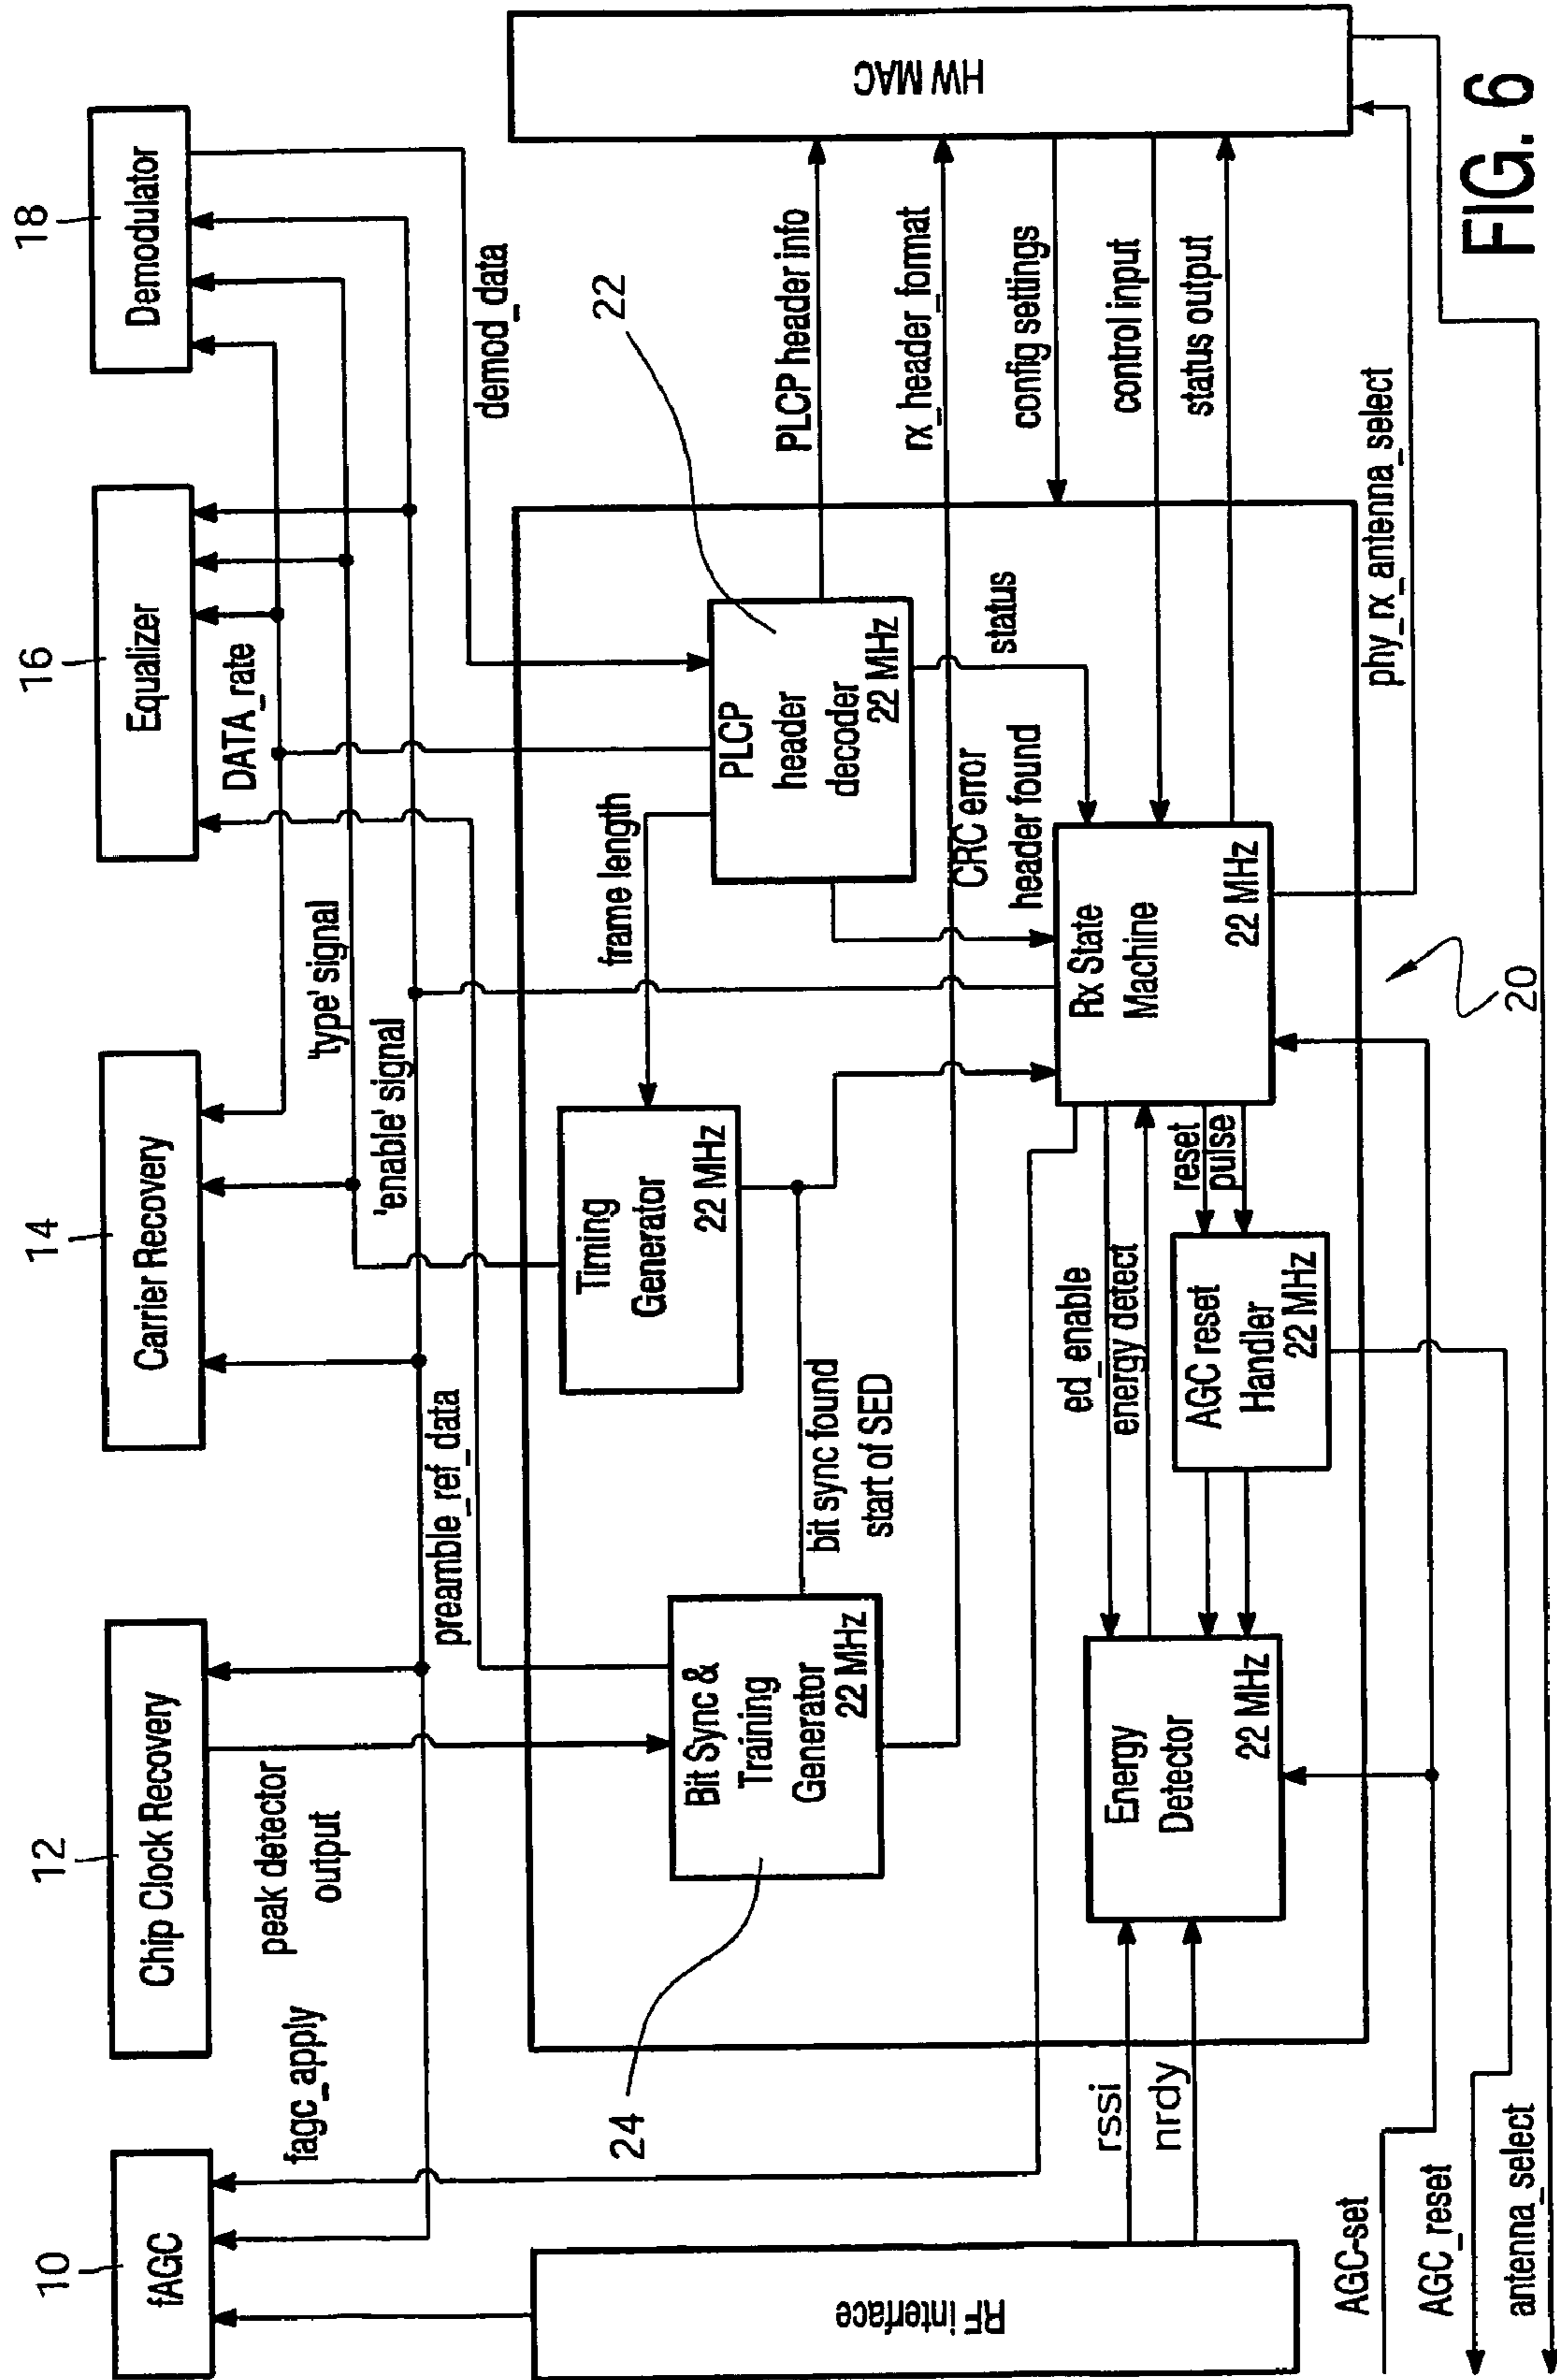 10
fAGC
12
Chip Clock Recovery
14
Carrier Recovery
16
Equalizer
18
Demodulator
fagc_apply
peak detector
output
preamble_ref_data
'enable' signal
'type' signal
DATA_rate
demod_data
24
Bit Sync &
Training
Generator
22 MHz
bit sync found
start of SED
Timing
Generator
22 MHz
frame length
PLCP
header
decoder
22 MHz
22
CRC error
header found
status
PLCP header info
rx_header_format
config settings
control input
status output
HW MAC
RF interface
rssi
nrdy
Energy
Detector
22 MHz
ed_enable
energy detect
AGC reset
Handler
22 MHz
reset
pulse
Rx State
Machine
22 MHz
20
phy_rx_antenna_select
AGC-set
AGC_reset
antenna_select
FIG. 6